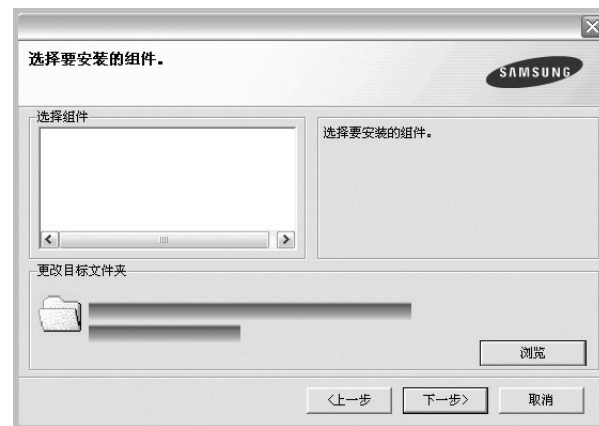 选择要安装的组件。
SAMSUNG
选择组件
选择要安装的组件。
更改目标文件夹
浏览
<上一步
下一步>
取消